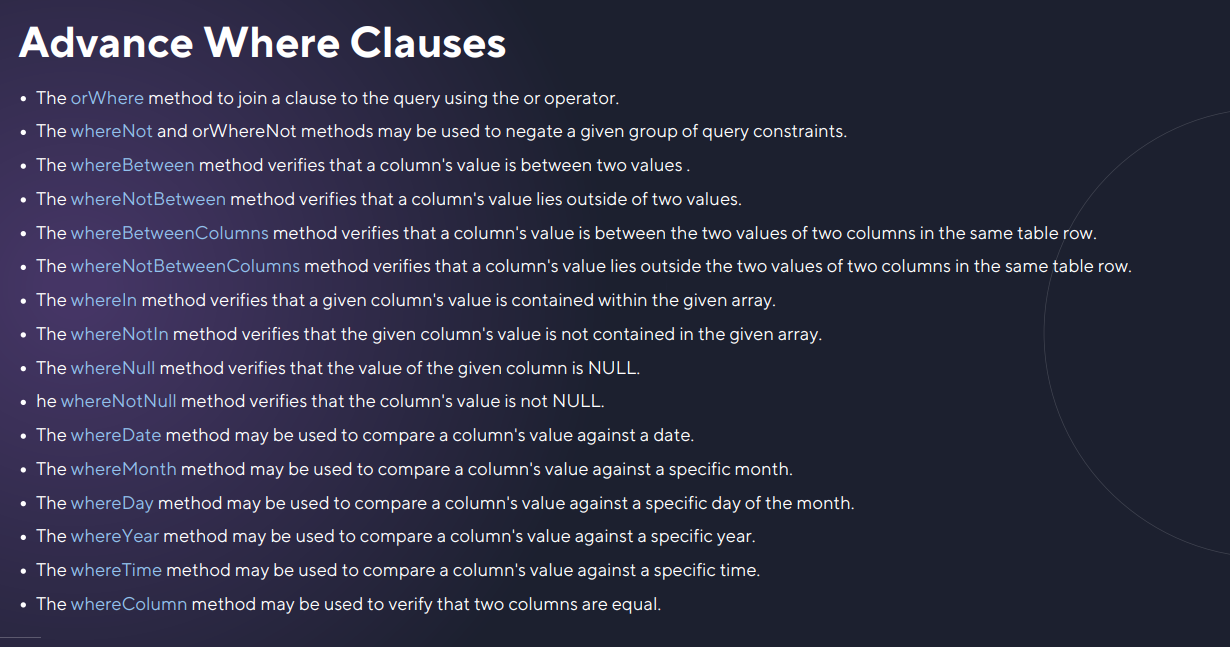 Advance Where Clauses
• The orWhere method to join a clause to the query using the or operator.
• The whereNot and orWhereNot methods may be used to negate a given group of query constraints.
• The whereBetween method verifies that a column's value is between two values .
• The whereNotBetween method verifies that a column's value lies outside of two values.
• The whereBetweenColumns method verifies that a column's value is between the two values of two columns in the same table row.
• The whereNotBetweenColumns method verifies that a column's value lies outside the two values of two columns in the same table row.
• The whereIn method verifies that a given column's value is contained within the given array.
• The whereNotIn method verifies that the given column's value is not contained in the given array.
• The whereNull method verifies that the value of the given column is NULL.
• he whereNotNull method verifies that the column's value is not NULL.
• The whereDate method may be used to compare a column's value against a date.
• The whereMonth method may be used to compare a column's value against a specific month.
• The whereDay method may be used to compare a column's value against a specific day of the month.
• The whereYear method may be used to compare a column's value against a specific year.
• The whereTime method may be used to compare a column's value against a specific time.
• The whereColumn method may be used to verify that two columns are equal.